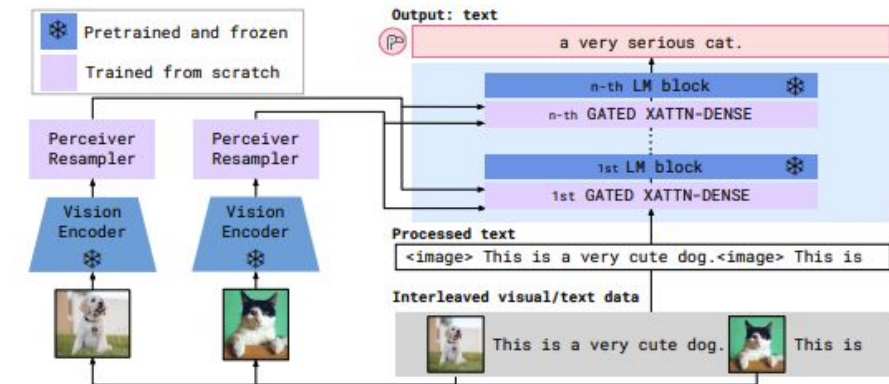 Pretrained and frozen
Trained from scratch
Output: text
a very serious cat.
n-th LM block
n-th GATED XATTN-DENSE
1st LM block
1st GATED XATTN-DENSE
Perceiver
Resampler
Perceiver
Resampler
Vision
Encoder
Vision
Encoder
Processed text
<image> This is a very cute dog.<image> This is
Interleaved visual/text data
This is a very cute dog.
This is